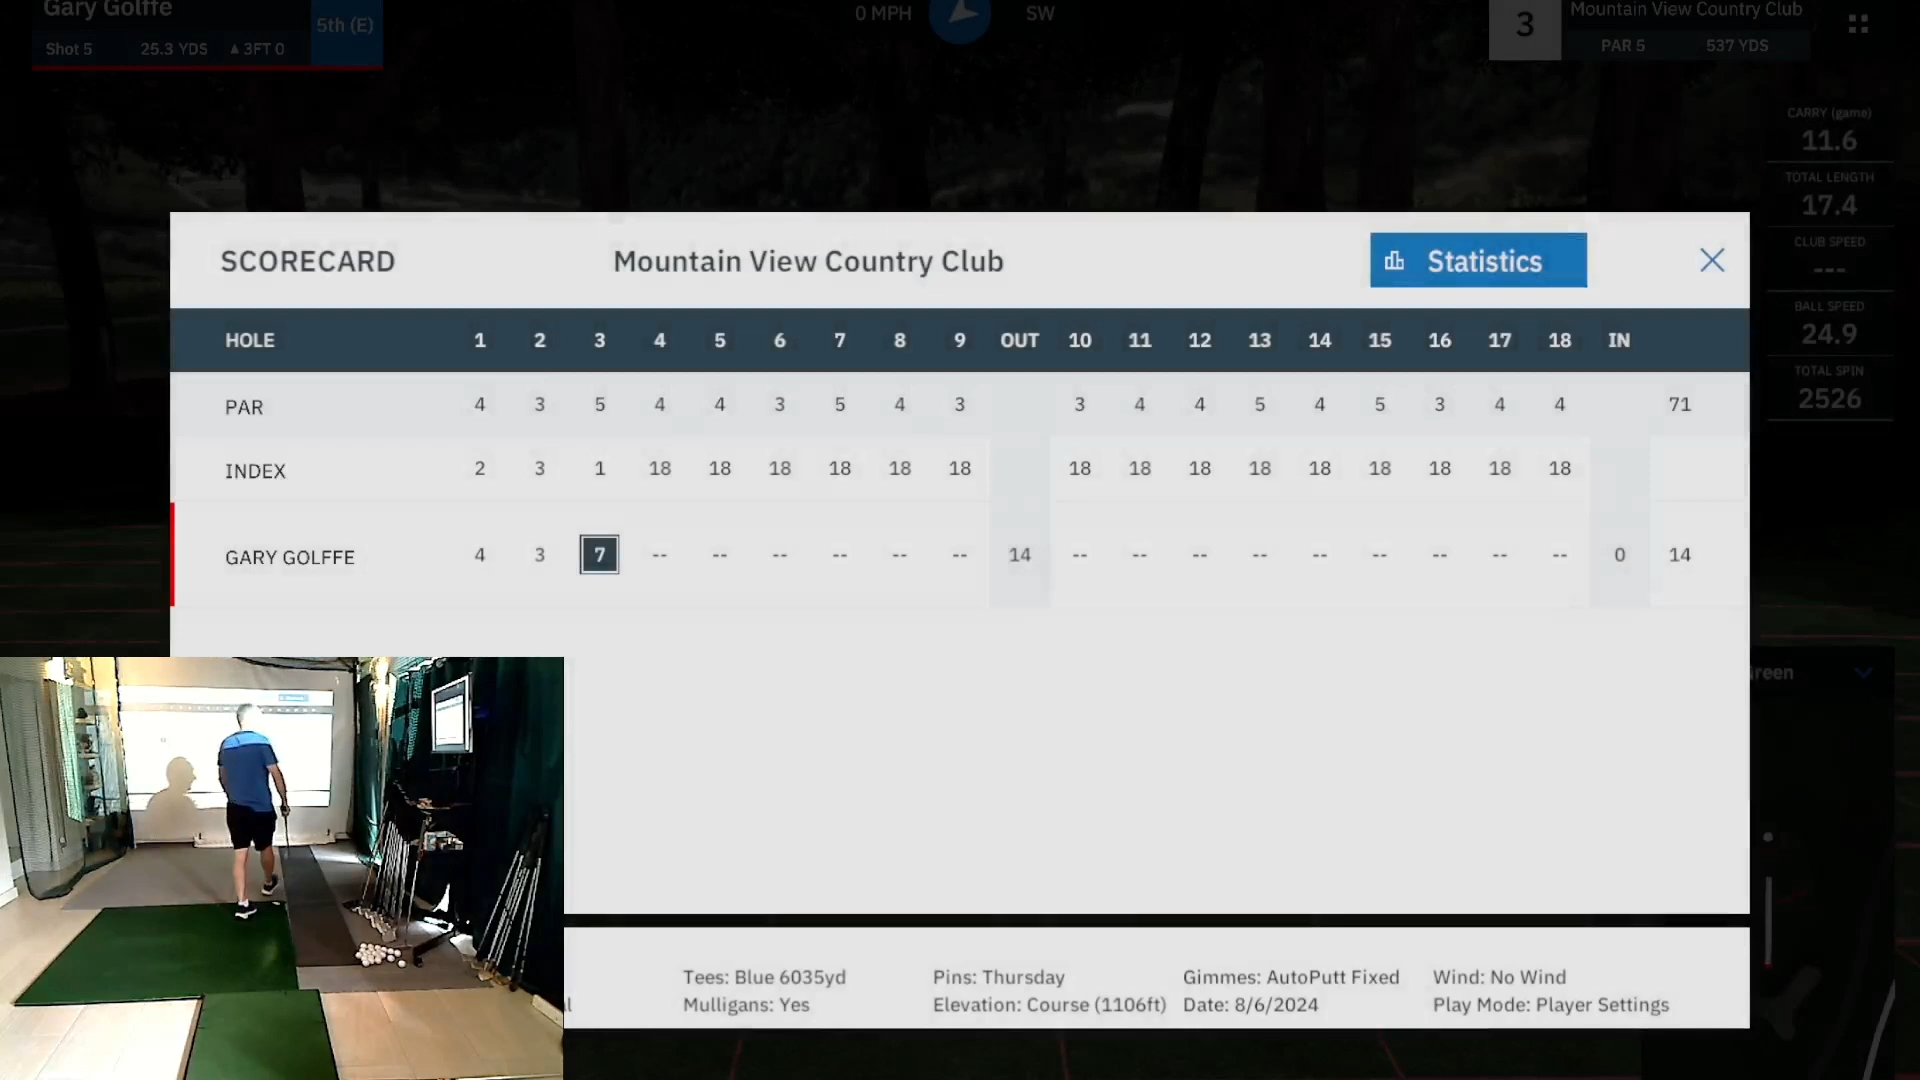 Gary Golffe
Shot 5 25.3 YDS ▲3FT 0 5th (E)
0 MPH SW
3 Mountain View Country Club
PAR 5 537 YDS
CARRY (game)
11.6
TOTAL LENGTH
17.4
CLUB SPEED
---
BALL SPEED
24.9
TOTAL SPIN
2526
SCORECARD Mountain View Country Club Statistics
HOLE 1 2 3 4 5 6 7 8 9 OUT 10 11 12 13 14 15 16 17 18 IN
PAR 4 3 5 4 4 3 5 4 3 3 4 4 5 4 5 3 4 4 71
INDEX 2 3 1 18 18 18 18 18 18 18 18 18 18 18 18 18 18 18
GARY GOLFFE 4 3 7 -- -- -- -- -- -- 14 -- -- -- -- -- -- -- -- -- 0 14
Tees: Blue 6035yd Pins: Thursday Gimmes: AutoPutt Fixed Wind: No Wind
Mulligans: Yes Elevation: Course (1106ft) Date: 8/6/2024 Play Mode: Player Settings